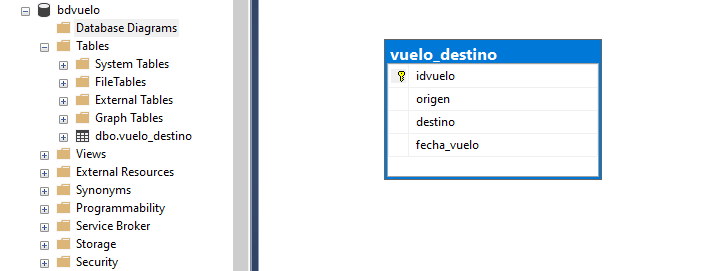 bdvuelo
Database Diagrams
Tables
System Tables
FileTables
External Tables
Graph Tables
dbo.vuelo_destino
Views
External Resources
Synonyms
Programmability
Service Broker
Storage
Security
vuelo_destino
idvuelo
origen
destino
fecha_vuelo